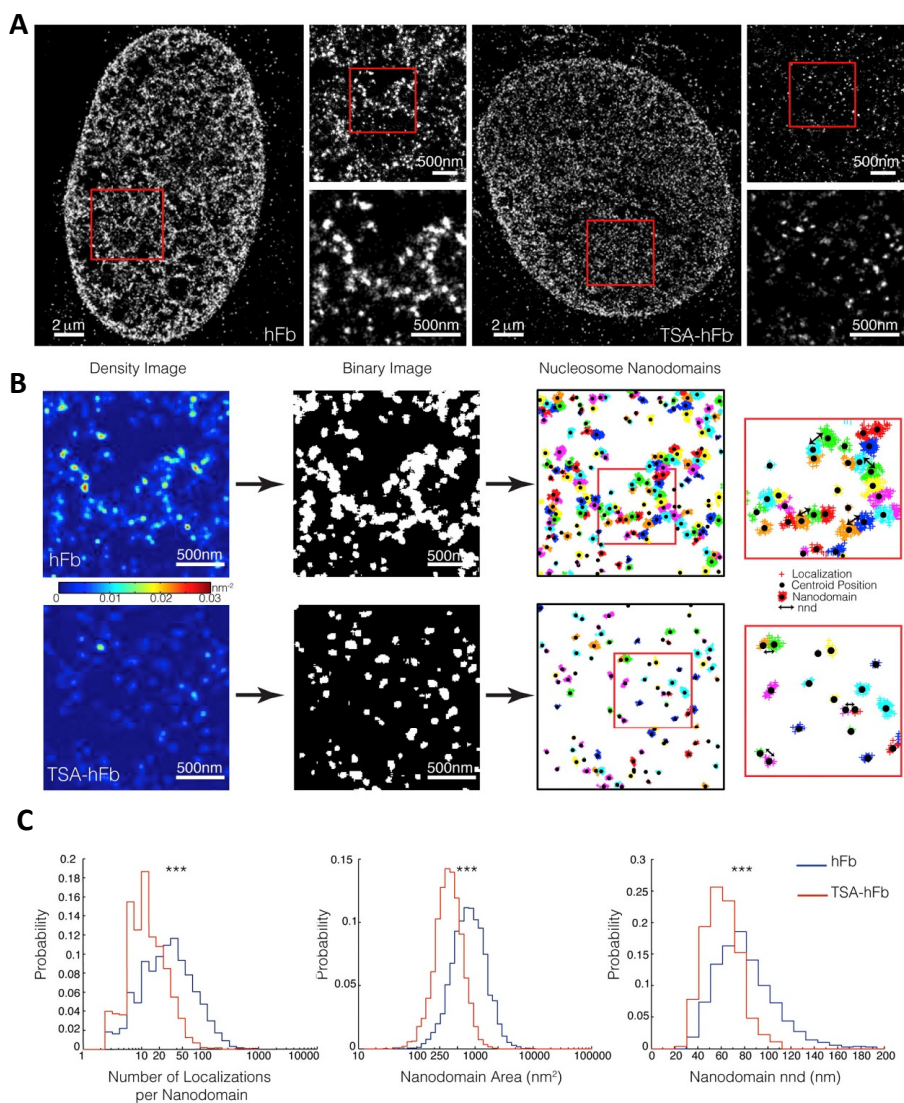 A
500nm
500nm
2 μm
hFb
500nm
500nm
2 μm
TSA-hFb
B
Density Image
Binary Image
Nucleosome Nanodomains
hFb
500nm
500nm
0 0.01 0.02 0.03 nm-2
+ Localization
Centroid Position
Nanodomain
nnd
TSA-hFb
500nm
500nm
C
***
***
***
hFb
TSA-hFb
Probability
0.2
0.18
0.16
0.14
0.12
0.1
0.08
0.06
0.04
0.02
0
1 10 20 50 100 1000 10000
Number of Localizations
per Nanodomain
Probability
0.15
0.1
0.05
0
10 100 250 1000 10000 100000
Nanodomain Area (nm²)
Probability
0.3
0.25
0.2
0.15
0.1
0.05
0
0 20 40 60 80 100 120 140 160 180 200
Nanodomain nnd (nm)